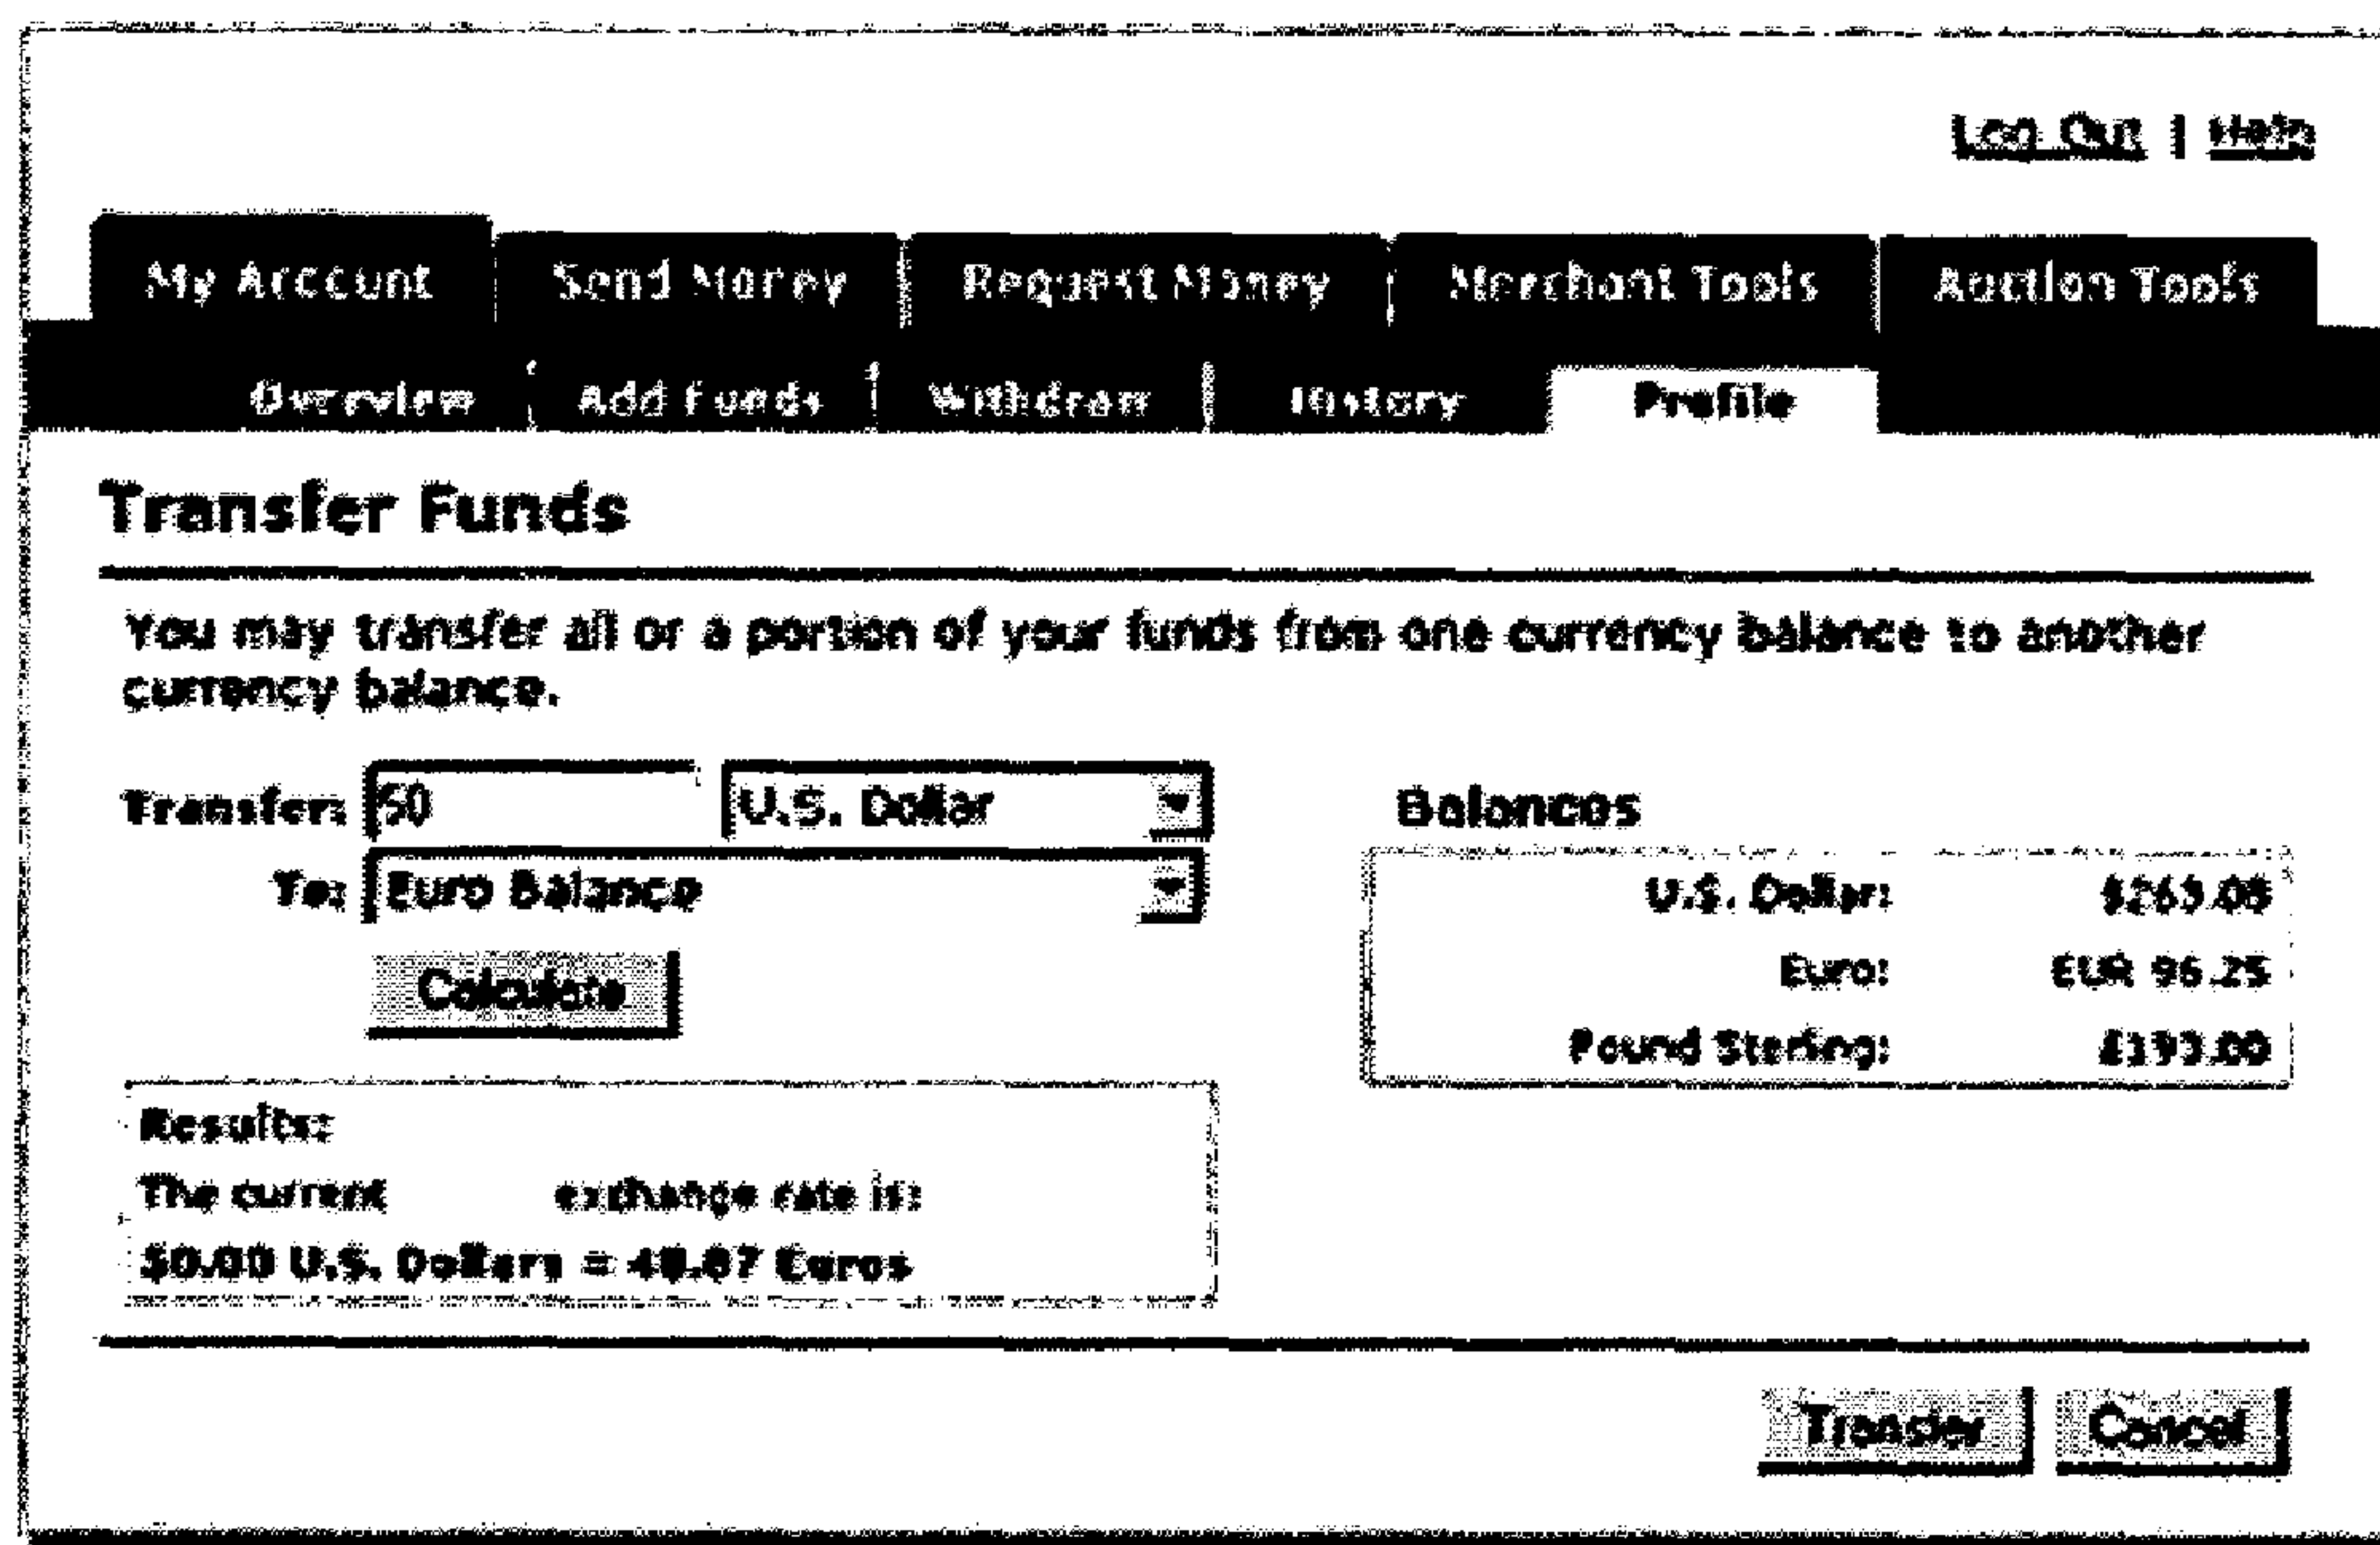 Log Out | Help
My Account Send Money Request Money Merchant Tools Auction Tools
Overview Add Funds Withdraw History Profile
Transfer Funds
You may transfer all or a portion of your funds from one currency balance to another
currency balance.
Transfer: 50 U.S. Dollar
To: Euro Balance
Calculate
Balances
U.S. Dollar:
Euro: EUR 96.25
Pound Sterling:
Results:
The current exchange rate is:
50.00 U.S. Dollars = Euros
Transfer Cancel